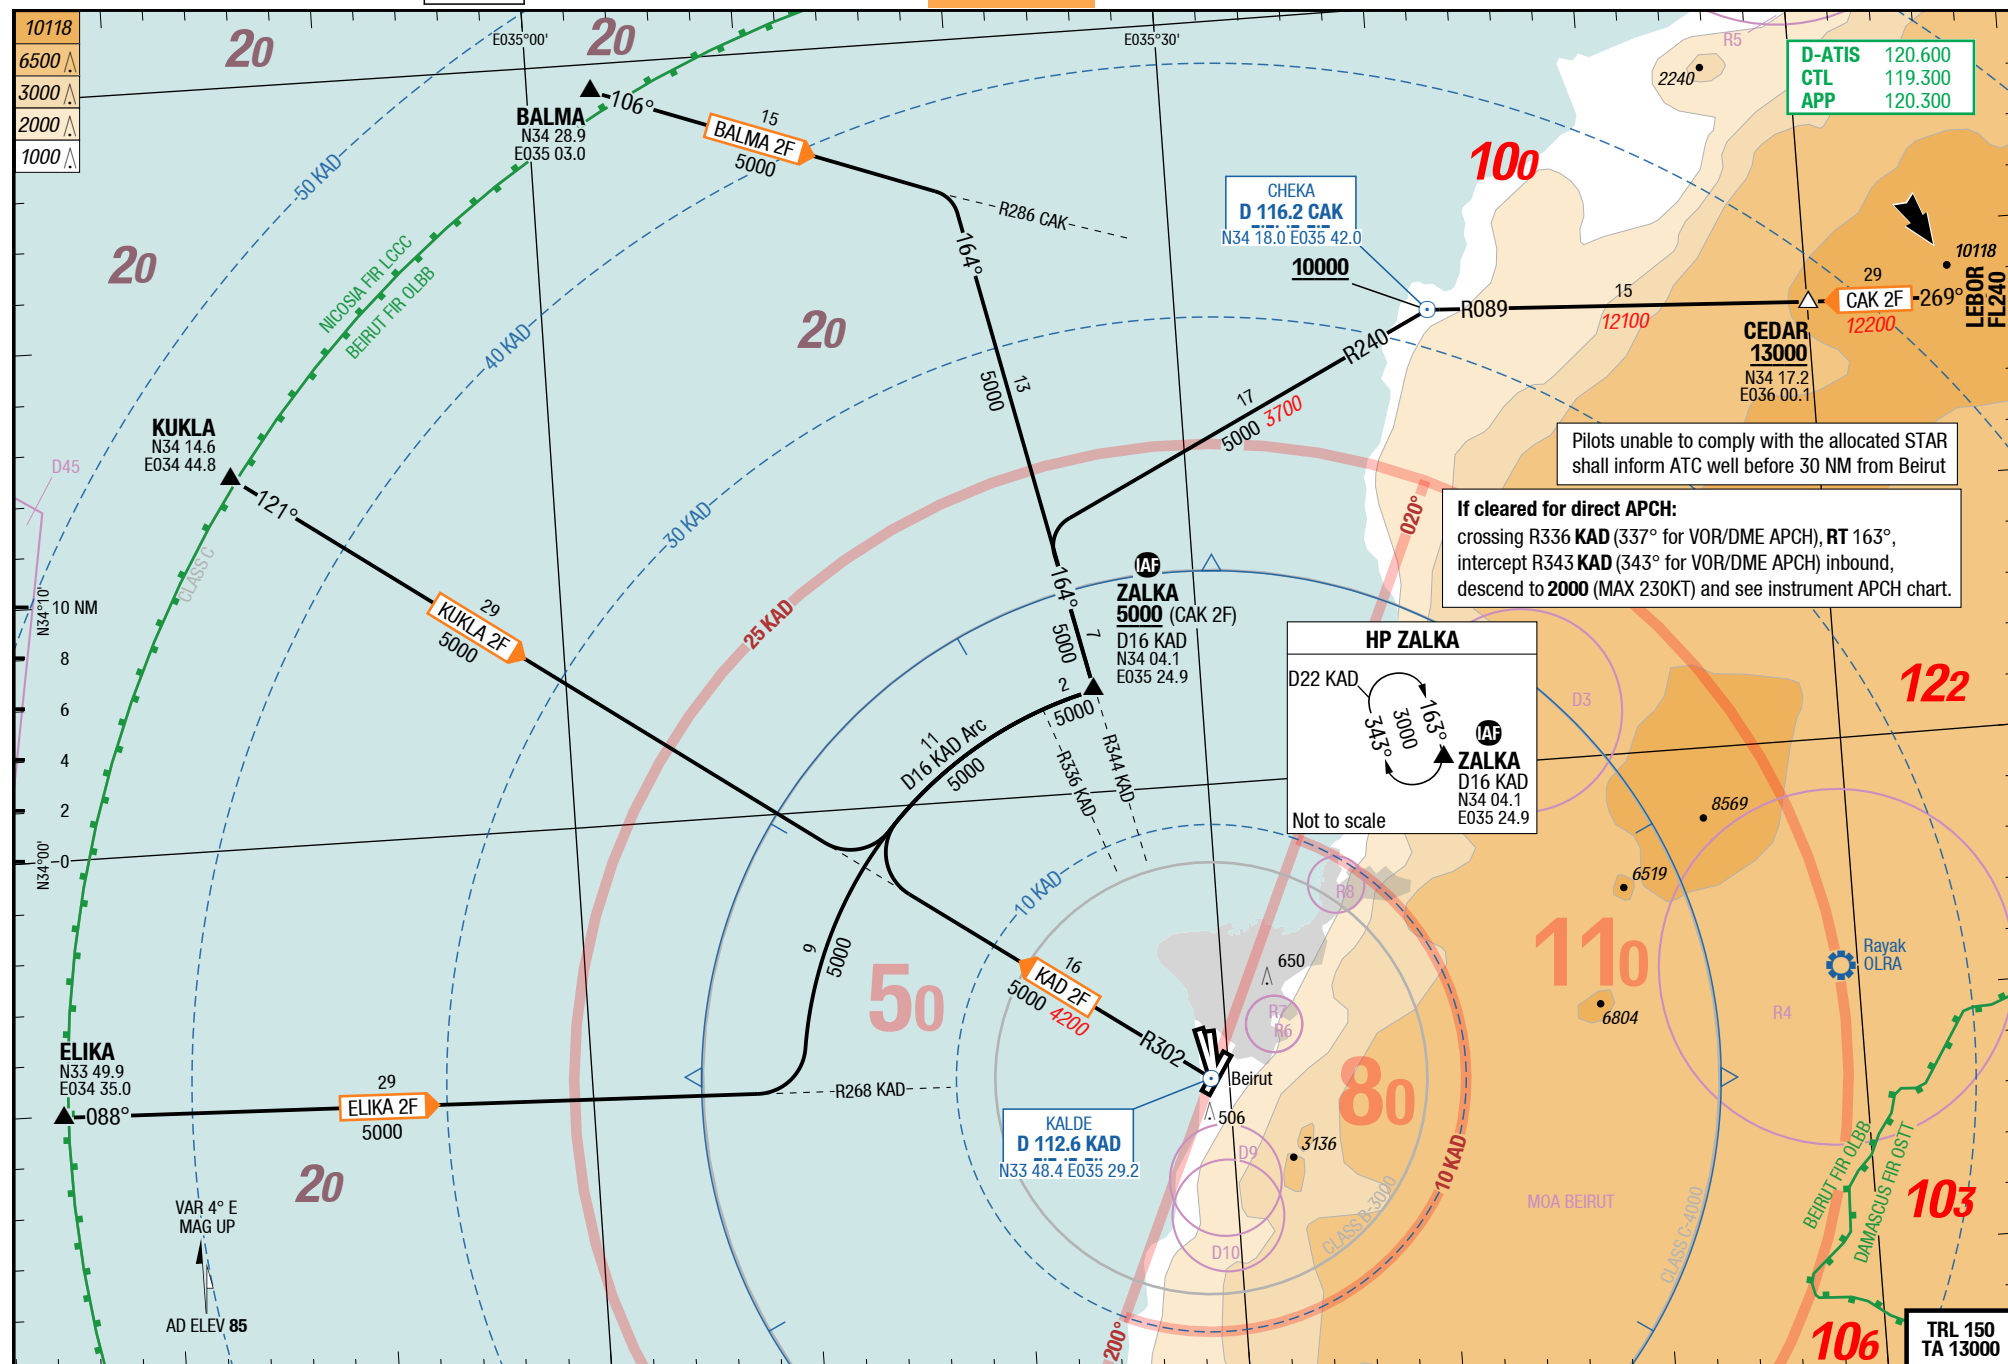 10118
6500
3000
2000
1000
20
20
E035°00'
E035°30'
R5
2240
D-ATIS 120.600
CTL 119.300
APP 120.300
BALMA
N34 28.9
E035 03.0
106°
15
BALMA 2F
5000
50 KAD
R286 CAK
100
CHEKA
D 116.2 CAK
N34 18.0 E035 42.0
10000
10118
LEBOR
FL240
20
NICOSIA FIR LCCC
BEIRUT FIR OLBB
164°
20
40 KAD
R089
15
12100
29
CAK 2F
269°
12200
CEDAR
13000
N34 17.2
E036 00.1
R240
13
5000
17
5000 3700
KUKLA
N34 14.6
E034 44.8
D45
121°
CLASS C
30 KAD
020°
Pilots unable to comply with the allocated STAR
shall inform ATC well before 30 NM from Beirut
If cleared for direct APCH:
crossing R336 KAD (337° for VOR/DME APCH), RT 163°,
intercept R343 KAD (343° for VOR/DME APCH) inbound,
descend to 2000 (MAX 230KT) and see instrument APCH chart.
N34°10'
10 NM
8
6
4
2
0
N34°00'
29
KUKLA 2F
5000
25 KAD
164°
7
5000
IAF
ZALKA
5000 (CAK 2F)
D16 KAD
N34 04.1
E035 24.9
HP ZALKA
D22 KAD
163°
3000
343°
IAF
ZALKA
D16 KAD
N34 04.1
E035 24.9
Not to scale
D3
122
2
5000
11
D16 KAD Arc
5000
R336 KAD
R344 KAD
8569
6519
10 KAD
R8
9
5000
50
16
KAD 2F
5000 4200
R302
650
R7
R6
110
Rayak
OLRA
6804
R4
ELIKA
N33 49.9
E034 35.0
088°
29
ELIKA 2F
5000
R268 KAD
Beirut
506
80
KALDE
D 112.6 KAD
N33 48.4 E035 29.2
3136
D9
D10
10 KAD
CLASS B-3000
MOA BEIRUT
CLASS C-4000
BEIRUT FIR OLBB
DAMASCUS FIR OSTT
103
20
VAR 4° E
MAG UP
AD ELEV 85
200°
106
TRL 150
TA 13000